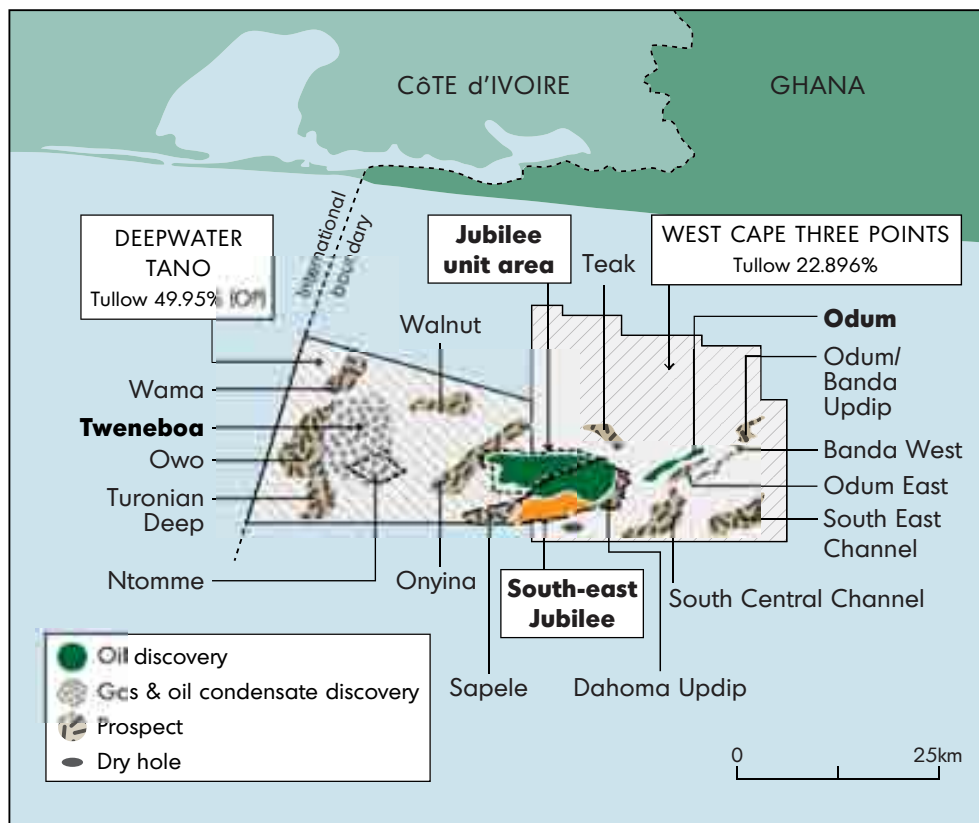 CôTE d'IVOIRE
GHANA
International
boundary
DEEPWATER
TANO
Tullow 49.95% (Op)
Jubilee
unit area
WEST CAPE THREE POINTS
Tullow 22.896%
Teak
Walnut
Odum
Odum/
Banda
Updip
Wama
Tweneboa
Owo
Turonian
Deep
Banda West
Odum East
South East
Channel
Ntomme
Onyina
South-east
Jubilee
South Central Channel
Sapele
Dahoma Updip
Oil discovery
Gas & oil condensate discovery
Prospect
Dry hole
0
25km